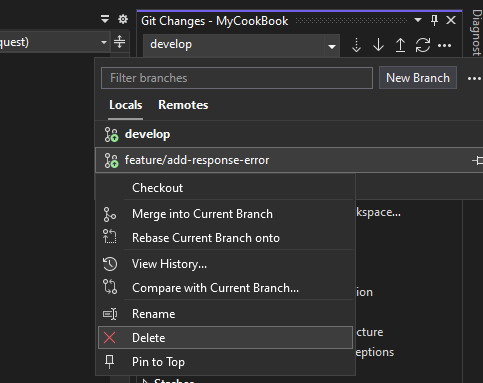 Git Changes - MyCookBook
quest)
develop
Diagnost
Filter branches
New Branch
Locals
Remotes
develop
feature/add-response-error
Checkout
Merge into Current Branch
kspace...
Rebase Current Branch onto
View History...
Compare with Current Branch...
tion
Rename
Delete
cture
eptions
Pin to Top
Stashes